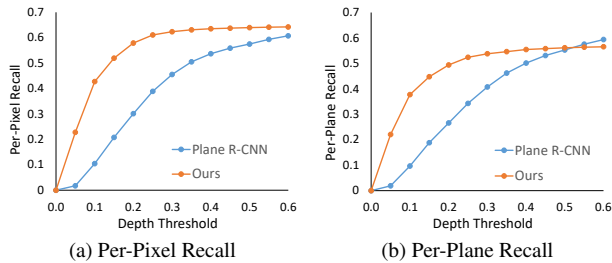 0.7
0.6
0.5
0.4
0.3
0.2
0.1
0
Per-Pixel Recall
Plane R-CNN
Ours
0.0 0.1 0.2 0.3 0.4 0.5 0.6
Depth Threshold
(a) Per-Pixel Recall
0.7
0.6
0.5
0.4
0.3
0.2
0.1
0
Per-Plane Recall
Plane R-CNN
Ours
0.0 0.1 0.2 0.3 0.4 0.5 0.6
Depth Threshold
(b) Per-Plane Recall